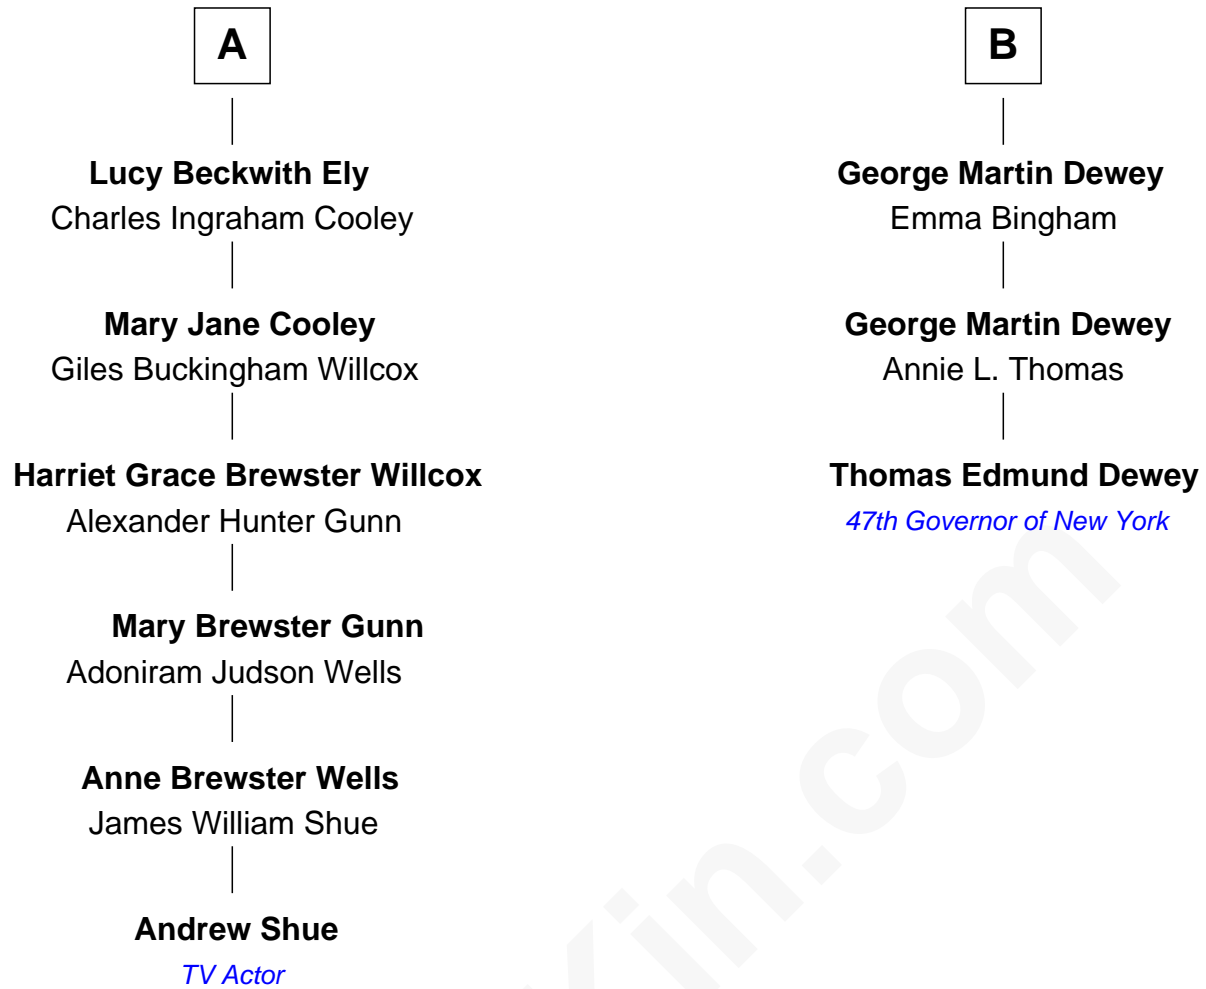 A
Lucy Beckwith Ely
Charles Ingraham Cooley
Mary Jane Cooley
Giles Buckingham Willcox
Harriet Grace Brewster Willcox
Alexander Hunter Gunn
Mary Brewster Gunn
Adoniram Judson Wells
Anne Brewster Wells
James William Shue
Andrew Shue
TV Actor
B
George Martin Dewey
Emma Bingham
George Martin Dewey
Annie L. Thomas
Thomas Edmund Dewey
47th Governor of New York
Kin.com